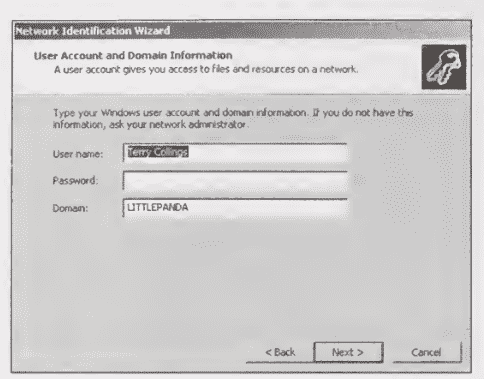 Network Identification Wizard
User Account and Domain Information
A user account gives you access to files and resources on a network.
Type your Windows user account and domain information. If you do not have this
information, ask your network administrator.
User name: Terry Collings
Password:
Domain: LITTLEPANDA
< Back Next > Cancel